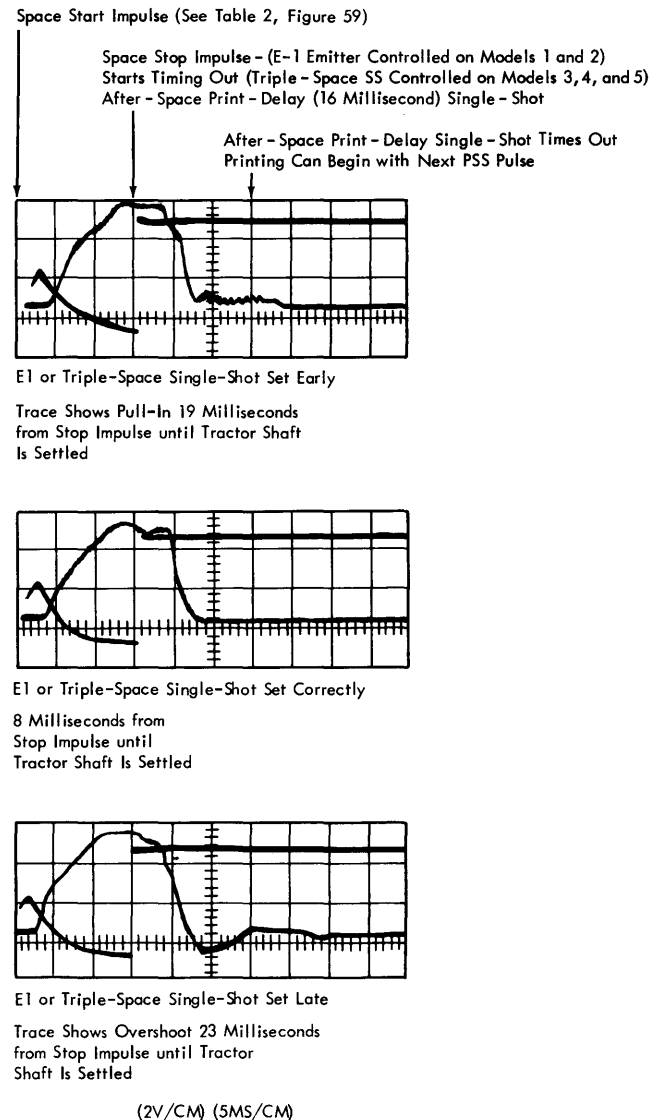 Space Start Impulse (See Table 2, Figure 59)
Space Stop Impulse - (E-1 Emitter Controlled on Models 1 and 2)
Starts Timing Out (Triple - Space SS Controlled on Models 3, 4, and 5)
After - Space Print - Delay (16 Millisecond) Single - Shot
After - Space Print - Delay Single - Shot Times Out
Printing Can Begin with Next PSS Pulse
E1 or Triple-Space Single-Shot Set Early
Trace Shows Pull-In 19 Milliseconds
from Stop Impulse until Tractor Shaft
Is Settled
E1 or Triple-Space Single-Shot Set Correctly
8 Milliseconds from
Stop Impulse until
Tractor Shaft Is Settled
E1 or Triple-Space Single-Shot Set Late
Trace Shows Overshoot 23 Milliseconds
from Stop Impulse until Tractor
Shaft Is Settled
(2V/CM) (5MS/CM)